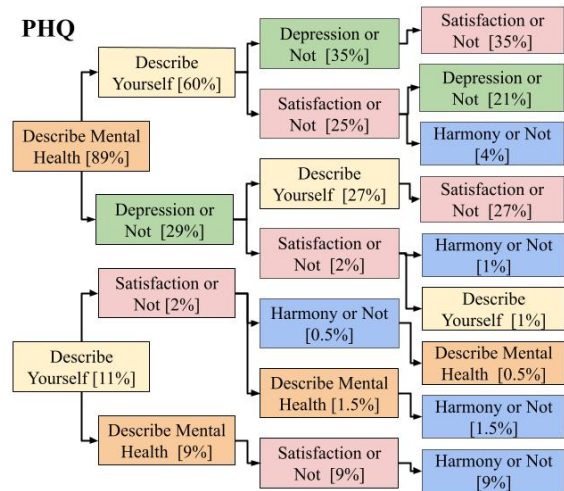 PHQ
Describe Mental
Health [89%]
Describe
Yourself [60%]
Depression or
Not [35%]
Satisfaction or
Not [35%]
Satisfaction or
Not [25%]
Depression or
Not [21%]
Harmony or Not
[4%]
Depression or
Not [29%]
Describe
Yourself [27%]
Satisfaction or
Not [27%]
Satisfaction or
Not [2%]
Harmony or Not
[1%]
Describe
Yourself [1%]
Describe
Yourself [11%]
Satisfaction or
Not [2%]
Harmony or Not
[0.5%]
Describe Mental
Health [0.5%]
Describe Mental
Health [1.5%]
Harmony or Not
[1.5%]
Describe Mental
Health [9%]
Satisfaction or
Not [9%]
Harmony or Not
[9%]